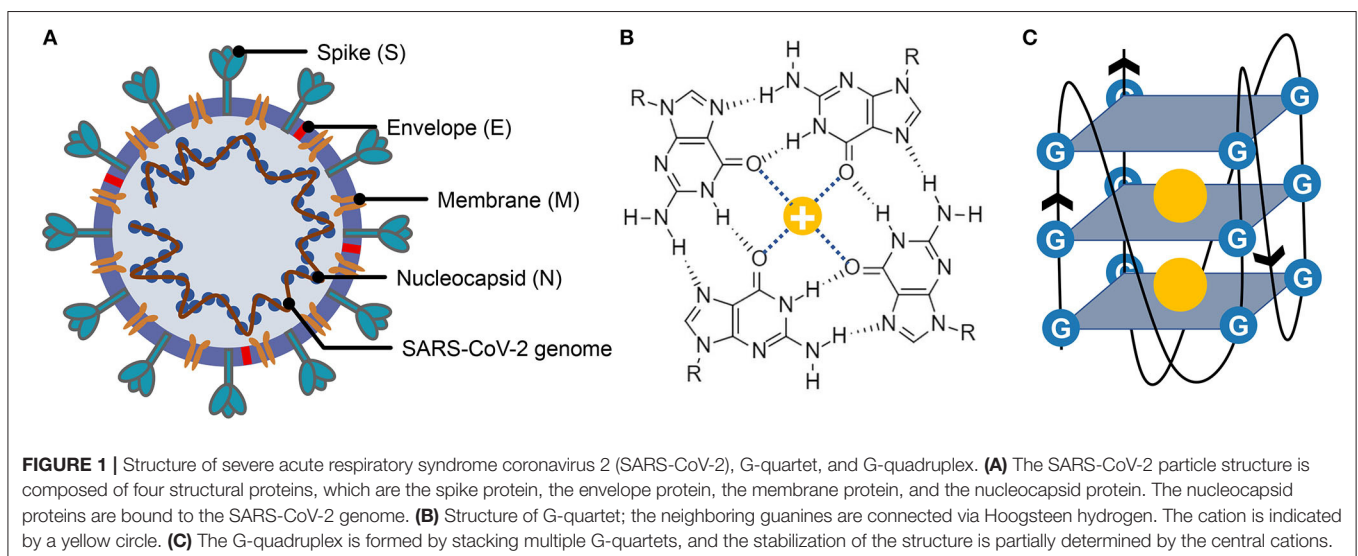 A
Spike (S)
Envelope (E)
Membrane (M)
Nucleocapsid (N)
SARS-CoV-2 genome
B
H
N–H
N
R
N
N
H
N
N
R
N
H
N
N
O
O
N
N
H
H
H–N
N–H
H
+
H
N
O
O
N
N
H
N
N
N
H
N
N
N
N–H
R
R
H
C
G
G
G
G
G
G
G
G
G
G
G
G
FIGURE 1 | Structure of severe acute respiratory syndrome coronavirus 2 (SARS-CoV-2), G-quartet, and G-quadruplex. (A) The SARS-CoV-2 particle structure is
composed of four structural proteins, which are the spike protein, the envelope protein, the membrane protein, and the nucleocapsid protein. The nucleocapsid
proteins are bound to the SARS-CoV-2 genome. (B) Structure of G-quartet; the neighboring guanines are connected via Hoogsteen hydrogen. The cation is indicated
by a yellow circle. (C) The G-quadruplex is formed by stacking multiple G-quartets, and the stabilization of the structure is partially determined by the central cations.